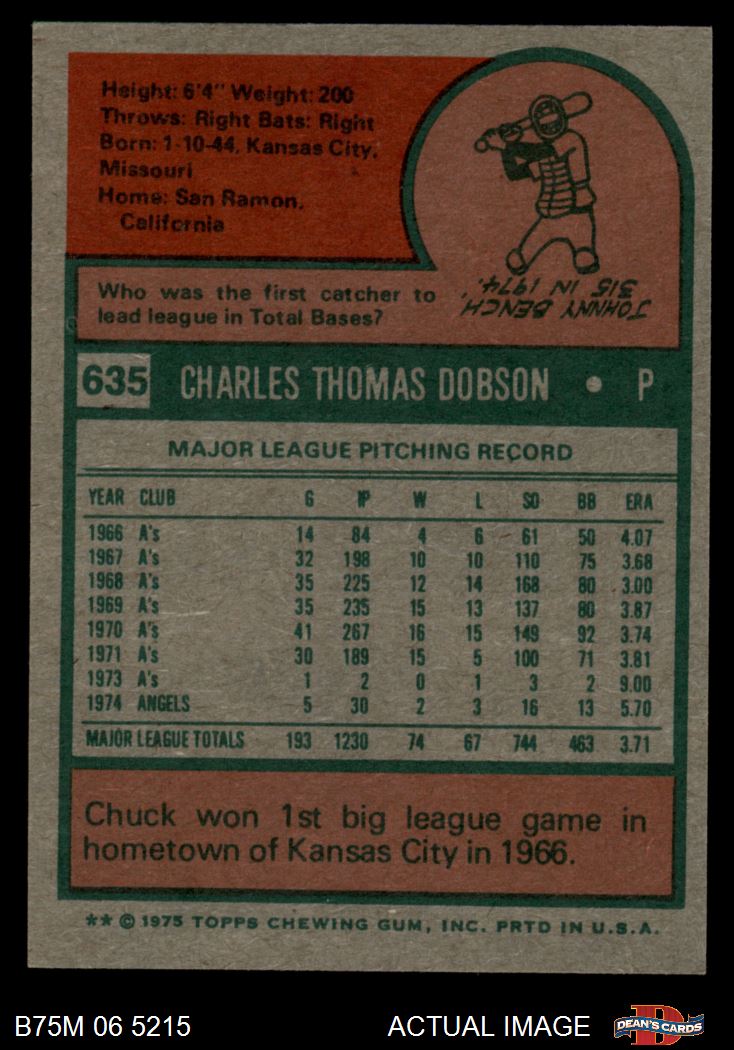 Height: 6'4" Weight: 200
Throws: Right Bats: Right
Born: 1-10-44, Kansas City,
Missouri
Home: San Ramon,
California
Who was the first catcher to
lead league in Total Bases?
JOHNNY BENCH,
315 IN 1974.
635 CHARLES THOMAS DOBSON • P
MAJOR LEAGUE PITCHING RECORD
YEAR CLUB G IP W L SO BB ERA
1966 A's 14 84 4 6 61 50 4.07
1967 A's 32 198 10 10 110 75 3.68
1968 A's 35 225 12 14 168 80 3.00
1969 A's 35 235 15 13 137 80 3.87
1970 A's 41 267 16 15 149 92 3.74
1971 A's 30 189 15 5 100 71 3.81
1973 A's 1 2 0 1 3 2 9.00
1974 ANGELS 5 30 2 3 16 13 5.70
MAJOR LEAGUE TOTALS 193 1230 74 67 744 463 3.71
Chuck won 1st big league game in
hometown of Kansas City in 1966.
** © 1975 TOPPS CHEWING GUM, INC. PRTD IN U.S.A.
B75M 06 5215 ACTUAL IMAGE DEAN'S CARDS